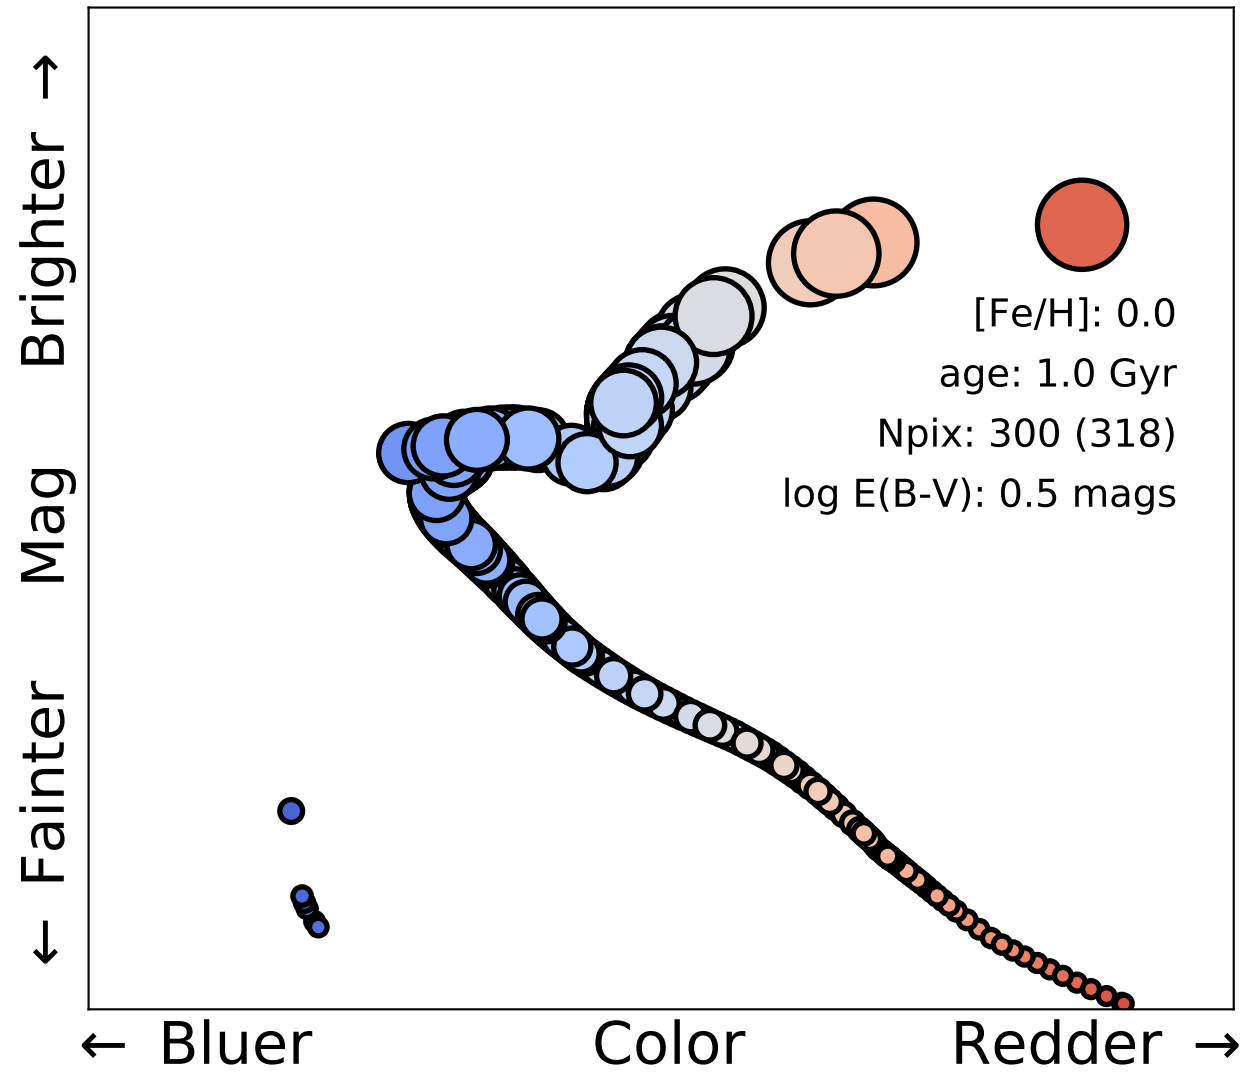 ← Fainter Mag Brighter →
[Fe/H]: 0.0
age: 1.0 Gyr
Npix: 300 (318)
log E(B-V): 0.5 mags
← Bluer Color Redder →